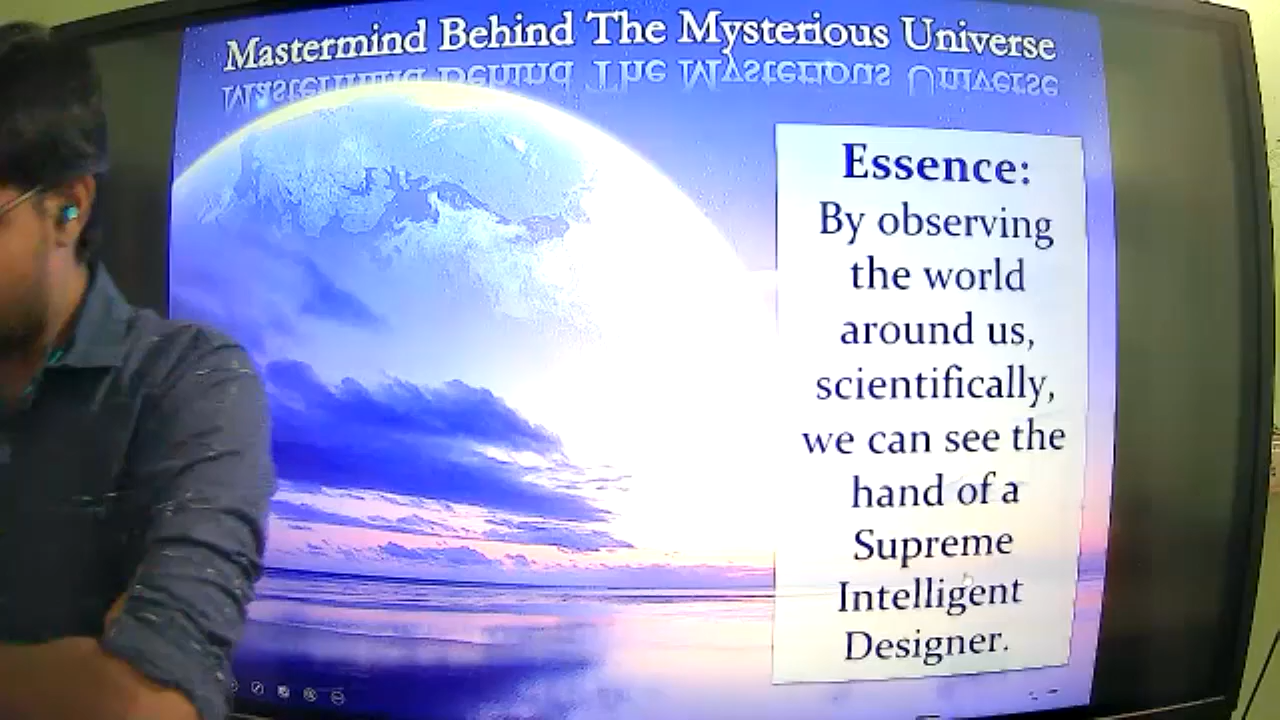 Mastermind Behind The Mysterious Universe
Essence:
By observing
the world
around us,
scientifically,
we can see the
hand of a
Supreme
Intelligent
Designer.